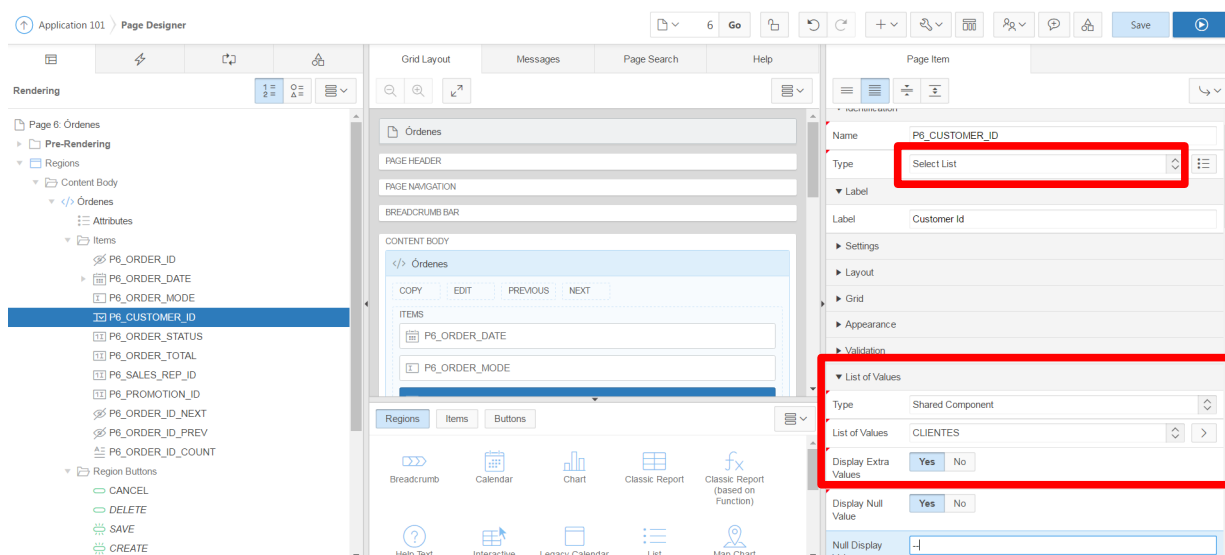 Application 101 Page Designer
6 Go
Save
Rendering
Page 6: Órdenes
Pre-Rendering
Regions
Content Body
Órdenes
Attributes
Items
P6_ORDER_ID
P6_ORDER_DATE
P6_ORDER_MODE
P6_CUSTOMER_ID
P6_ORDER_STATUS
P6_ORDER_TOTAL
P6_SALES_REP_ID
P6_PROMOTION_ID
P6_ORDER_ID_NEXT
P6_ORDER_ID_PREV
P6_ORDER_ID_COUNT
Region Buttons
CANCEL
DELETE
SAVE
CREATE
Grid Layout Messages Page Search Help
Órdenes
PAGE HEADER
PAGE NAVIGATION
BREADCRUMB BAR
CONTENT BODY
Órdenes
COPY EDIT PREVIOUS NEXT
ITEMS
P6_ORDER_DATE
P6_ORDER_MODE
Regions Items Buttons
Breadcrumb Calendar Chart Classic Report Classic Report
(based on
Function)
Help Text Interactive Legacy Calendar List Map Chart
Page Item
Identification
Name P6_CUSTOMER_ID
Type Select List
Label
Label Customer Id
Settings
Layout
Grid
Appearance
Validation
List of Values
Type Shared Component
List of Values CLIENTES
Display Extra Yes No
Values
Display Null Yes No
Value
Null Display --